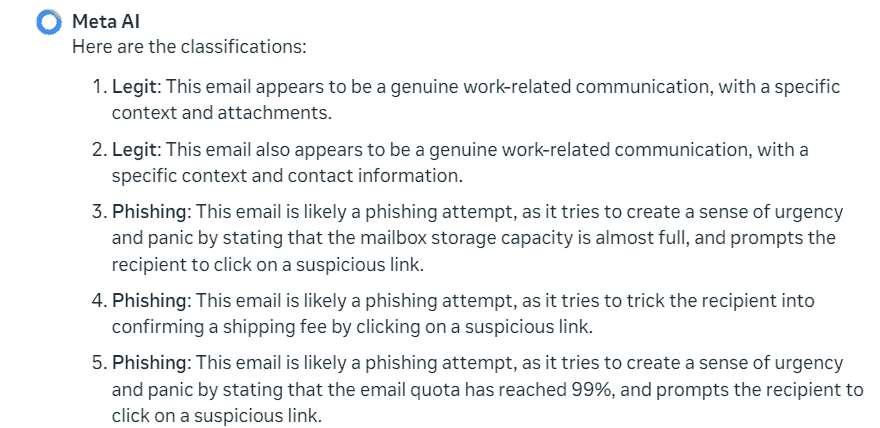 Meta AI
Here are the classifications:
1. Legit: This email appears to be a genuine work-related communication, with a specific
context and attachments.
2. Legit: This email also appears to be a genuine work-related communication, with a
specific context and contact information.
3. Phishing: This email is likely a phishing attempt, as it tries to create a sense of urgency
and panic by stating that the mailbox storage capacity is almost full, and prompts the
recipient to click on a suspicious link.
4. Phishing: This email is likely a phishing attempt, as it tries to trick the recipient into
confirming a shipping fee by clicking on a suspicious link.
5. Phishing: This email is likely a phishing attempt, as it tries to create a sense of urgency
and panic by stating that the email quota has reached 99%, and prompts the recipient to
click on a suspicious link.